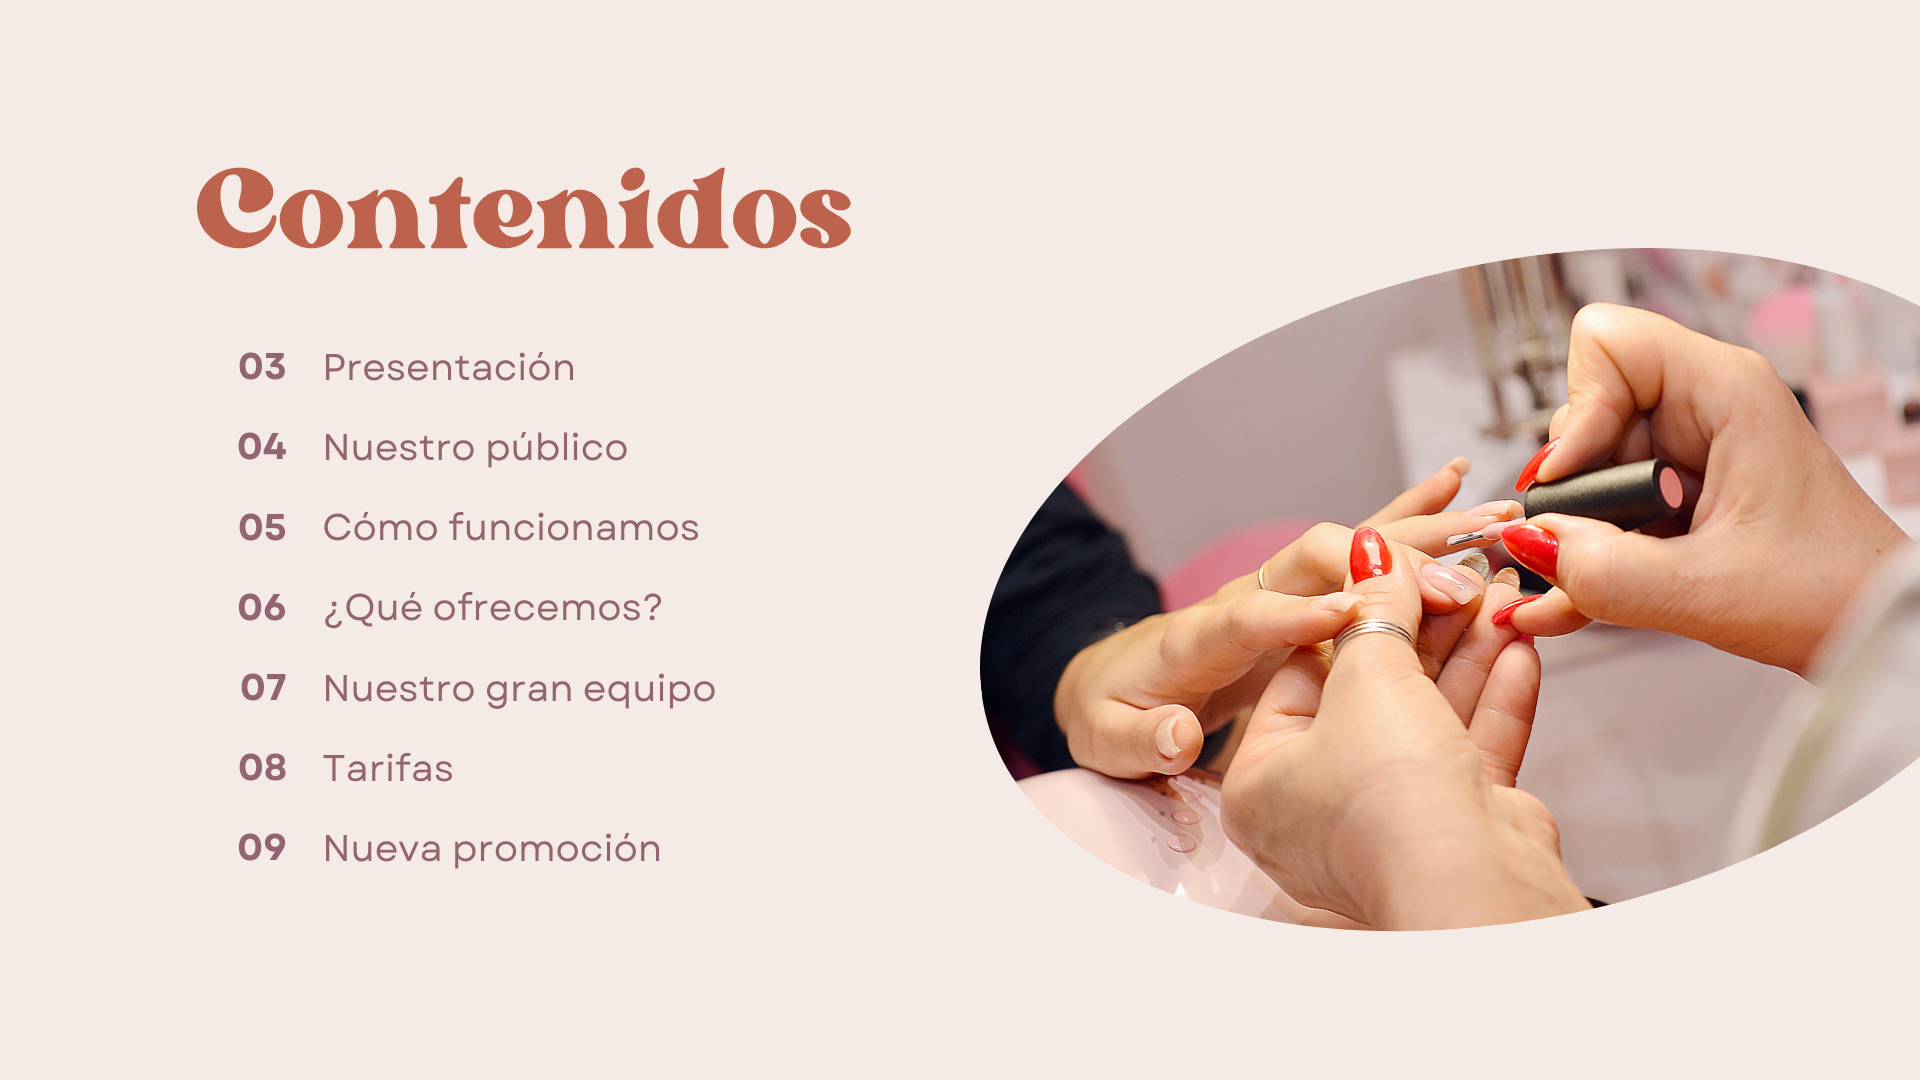 Contenidos
03 Presentación
04 Nuestro público
05 Cómo funcionamos
06 ¿Qué ofrecemos?
07 Nuestro gran equipo
08 Tarifas
09 Nueva promoción